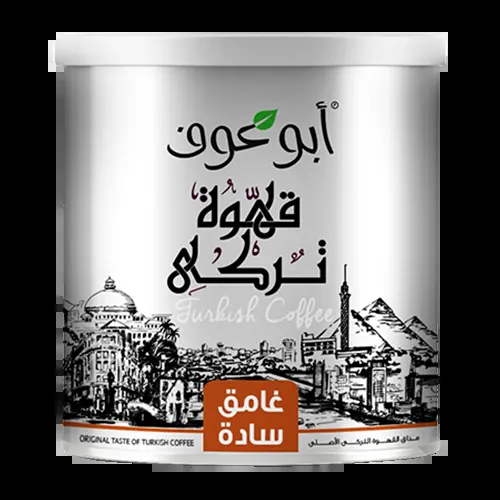 أبو عوف®
قهوة
تركي
Turkish Coffee
غامق
سادة
ORIGINAL TASTE OF TURKISH COFFEE
مذاق القهوة التركي الأصلي